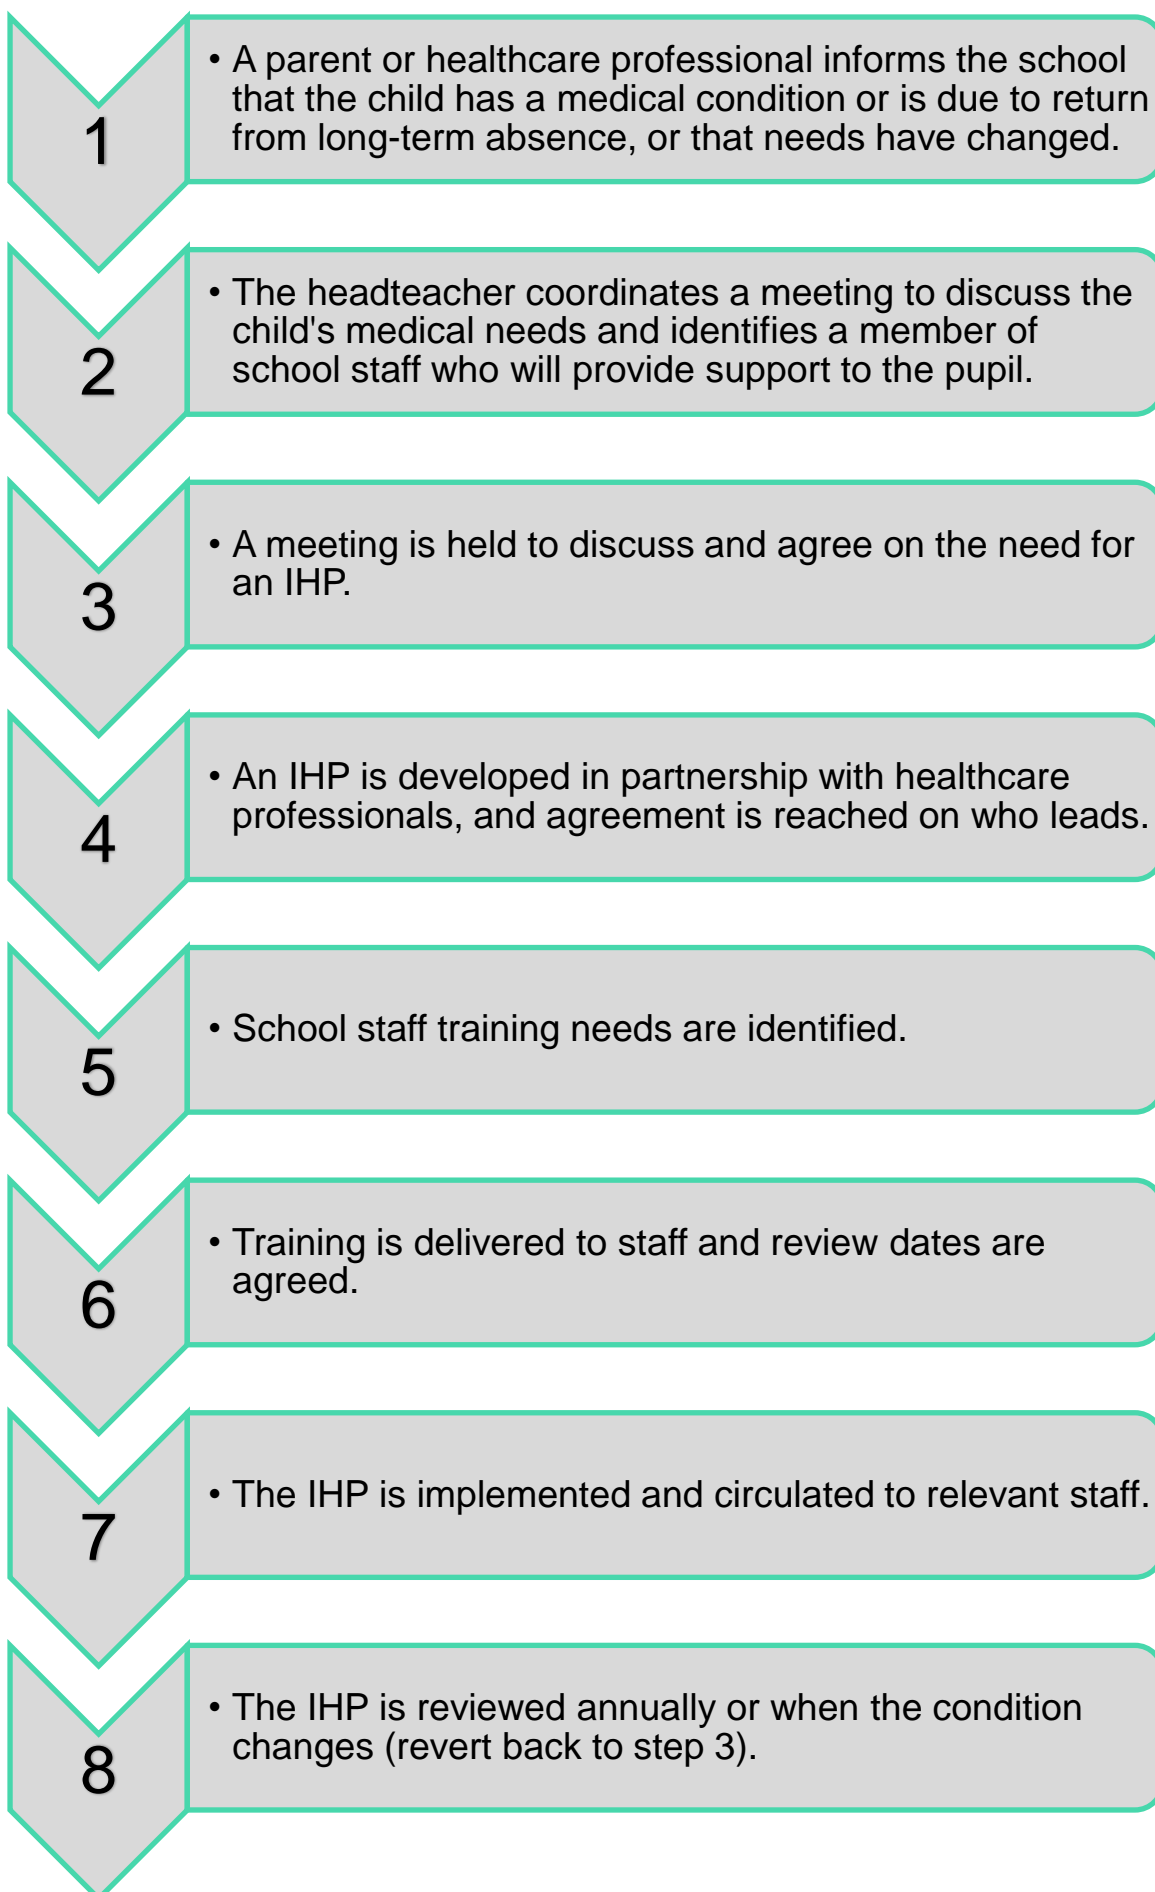 1
• A parent or healthcare professional informs the school
that the child has a medical condition or is due to return
from long-term absence, or that needs have changed.
2
• The headteacher coordinates a meeting to discuss the
child's medical needs and identifies a member of
school staff who will provide support to the pupil.
3
• A meeting is held to discuss and agree on the need for
an IHP.
4
• An IHP is developed in partnership with healthcare
professionals, and agreement is reached on who leads.
5
• School staff training needs are identified.
6
• Training is delivered to staff and review dates are
agreed.
7
• The IHP is implemented and circulated to relevant staff.
8
• The IHP is reviewed annually or when the condition
changes (revert back to step 3).